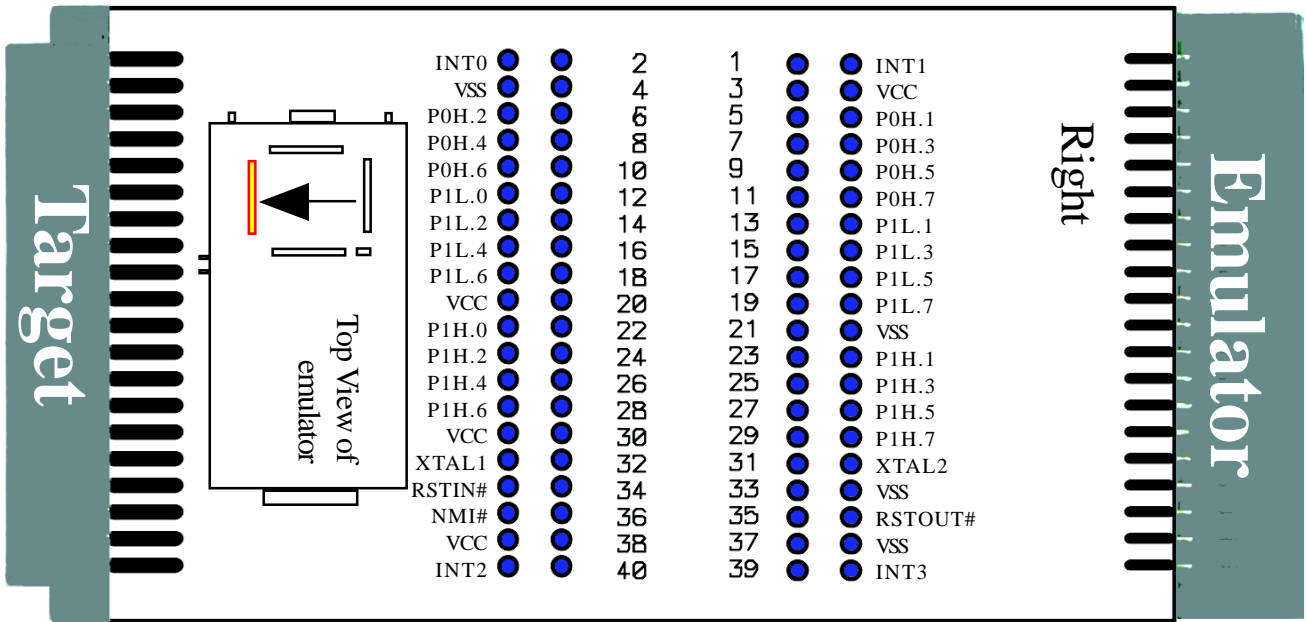 Target
Top View of
emulator
INT0 2 1 INT1
VSS 4 3 VCC
P0H.2 6 5 P0H.1
P0H.4 8 7 P0H.3
P0H.6 10 9 P0H.5
P1L.0 12 11 P0H.7
P1L.2 14 13 P1L.1
P1L.4 16 15 P1L.3
P1L.6 18 17 P1L.5
VCC 20 19 P1L.7
P1H.0 22 21 VSS
P1H.2 24 23 P1H.1
P1H.4 26 25 P1H.3
P1H.6 28 27 P1H.5
VCC 30 29 P1H.7
XTAL1 32 31 XTAL2
RSTIN# 34 33 VSS
NMI# 36 35 RSTOUT#
VCC 38 37 VSS
INT2 40 39 INT3
Right
Emulator